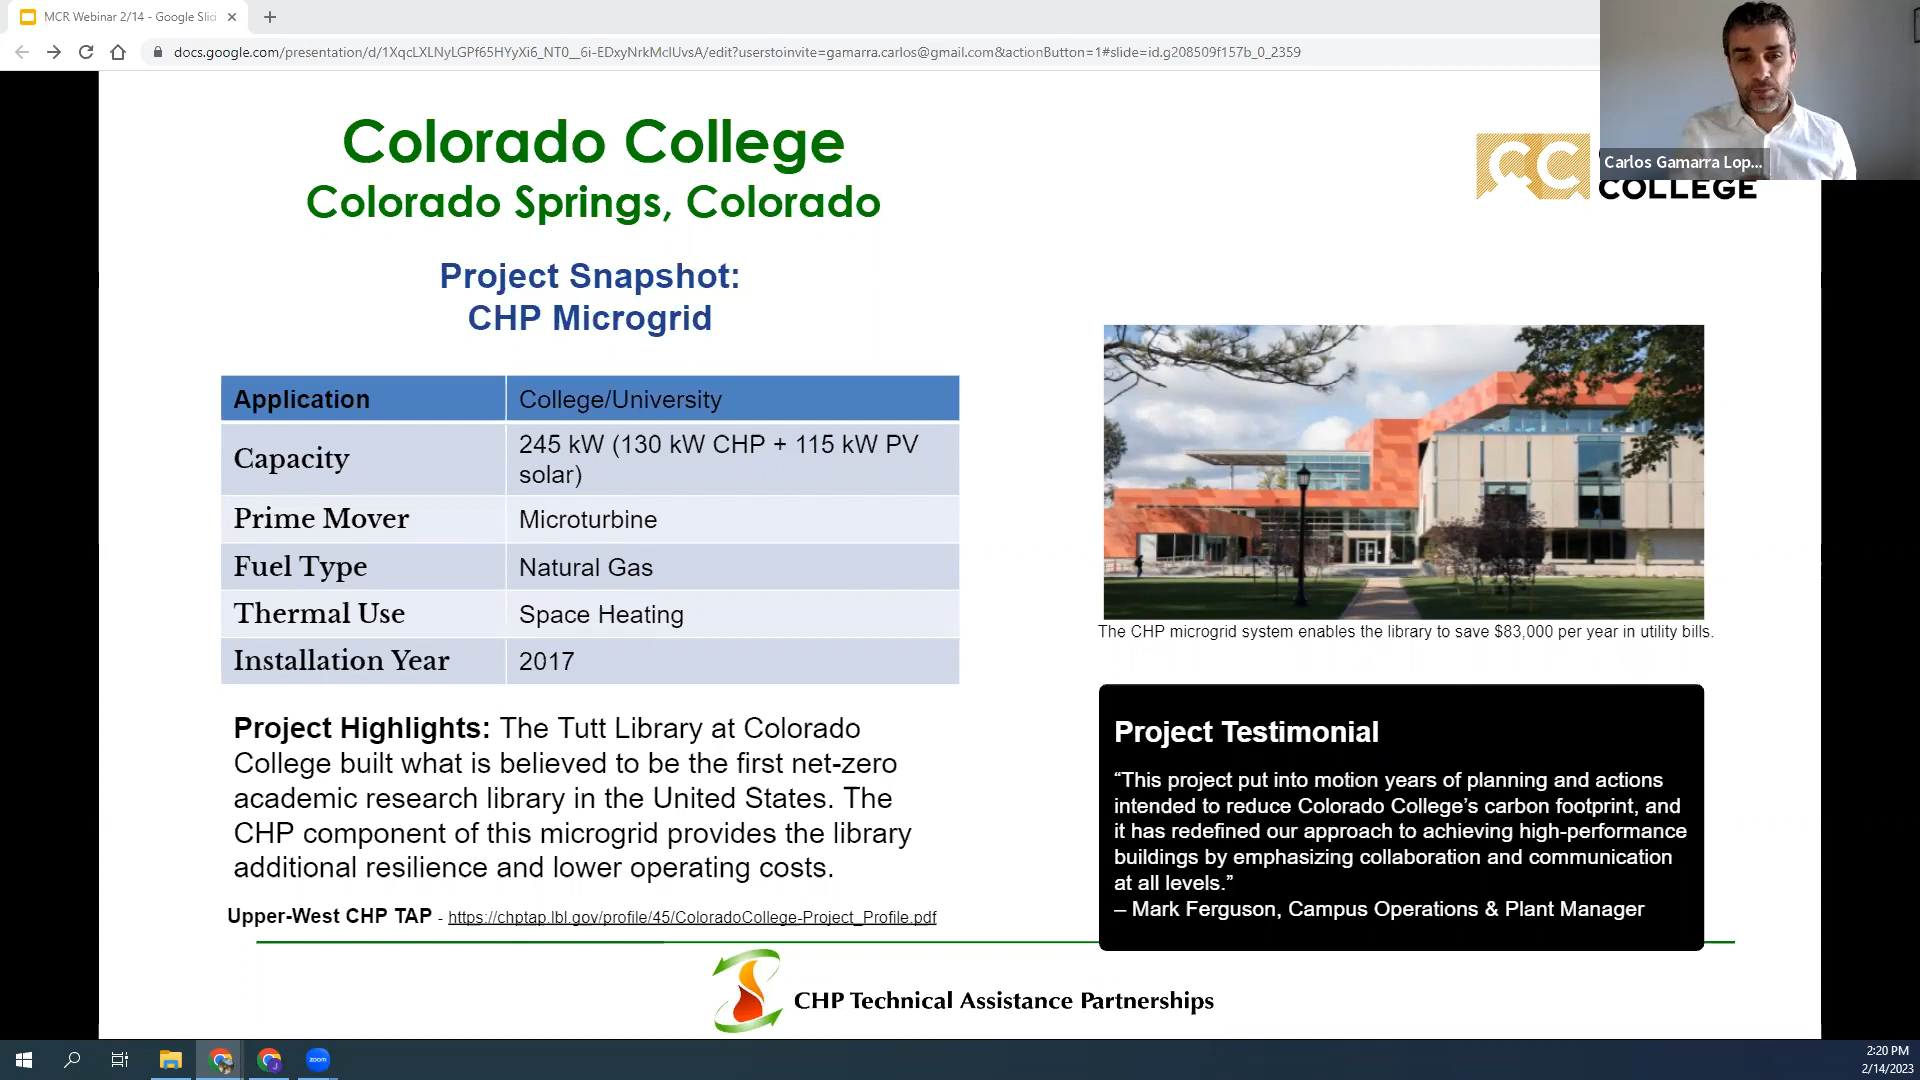 MCR Webinar 2/14 - Google Slid
docs.google.com/presentation/d/1XqcLXLNyLGPf65HYyXi6_NT0__6i-EDxyNrkMclUvsA/edit?userstoinvite=gamarra.carlos@gmail.com&actionButton=1#slide=id.g208509f157b_0_2359
Carlos Gamarra Lop...
CC
COLLEGE
Colorado College
Colorado Springs, Colorado
Project Snapshot:
CHP Microgrid
Application College/University
Capacity 245 kW (130 kW CHP + 115 kW PV
solar)
Prime Mover Microturbine
Fuel Type Natural Gas
Thermal Use Space Heating
Installation Year 2017
The CHP microgrid system enables the library to save $83,000 per year in utility bills.
Project Highlights: The Tutt Library at Colorado
College built what is believed to be the first net-zero
academic research library in the United States. The
CHP component of this microgrid provides the library
additional resilience and lower operating costs.
Upper-West CHP TAP - https://chptap.lbl.gov/profile/45/ColoradoCollege-Project_Profile.pdf
Project Testimonial
“This project put into motion years of planning and actions
intended to reduce Colorado College’s carbon footprint, and
it has redefined our approach to achieving high-performance
buildings by emphasizing collaboration and communication
at all levels.”
– Mark Ferguson, Campus Operations & Plant Manager
CHP Technical Assistance Partnerships
zoom
2:20 PM
2/14/2023